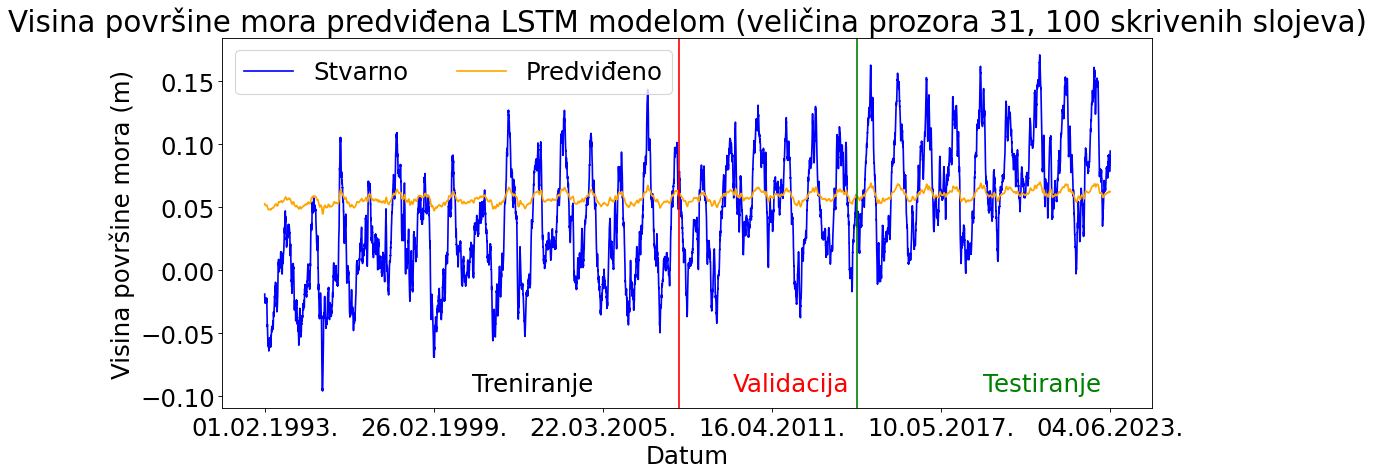 Visina površine mora predviđena LSTM modelom (veličina prozora 31, 100 skrivenih slojeva)
Stvarno
Predviđeno
Visina površine mora (m)
0.15
0.10
0.05
0.00
−0.05
−0.10
Treniranje
Validacija
Testiranje
01.02.1993.
26.02.1999.
22.03.2005.
16.04.2011.
10.05.2017.
04.06.2023.
Datum